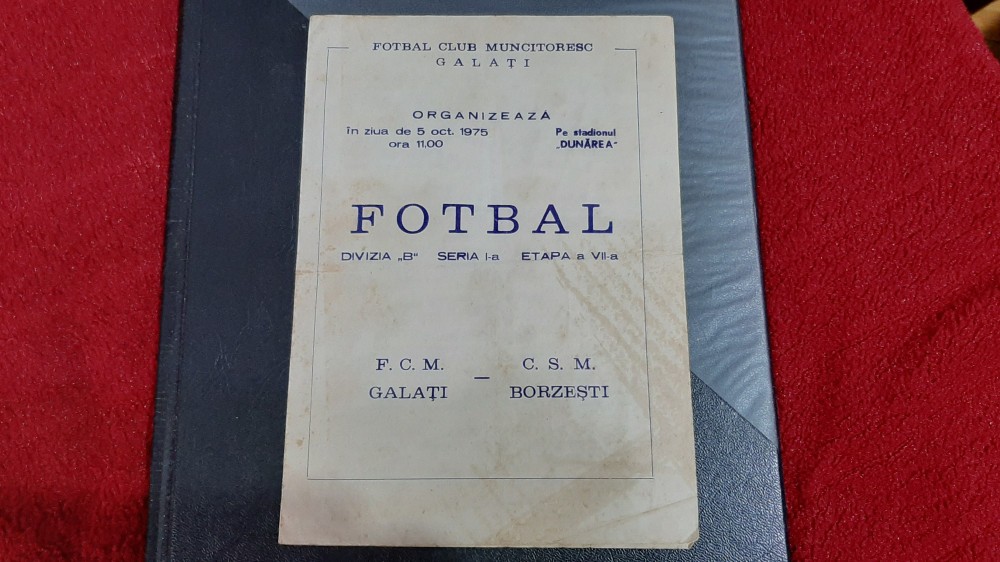 FOTBAL CLUB MUNCITORESC
GALAȚI
ORGANIZEAZĂ
în ziua de 5 oct. 1975
ora 11,00
Pe stadionul
„DUNĂREA"
FOTBAL
DIVIZIA „B" SERIA I-a ETAPA a VII-a
F. C. M.
GALAȚI
—
C. S. M.
BORZEȘTI